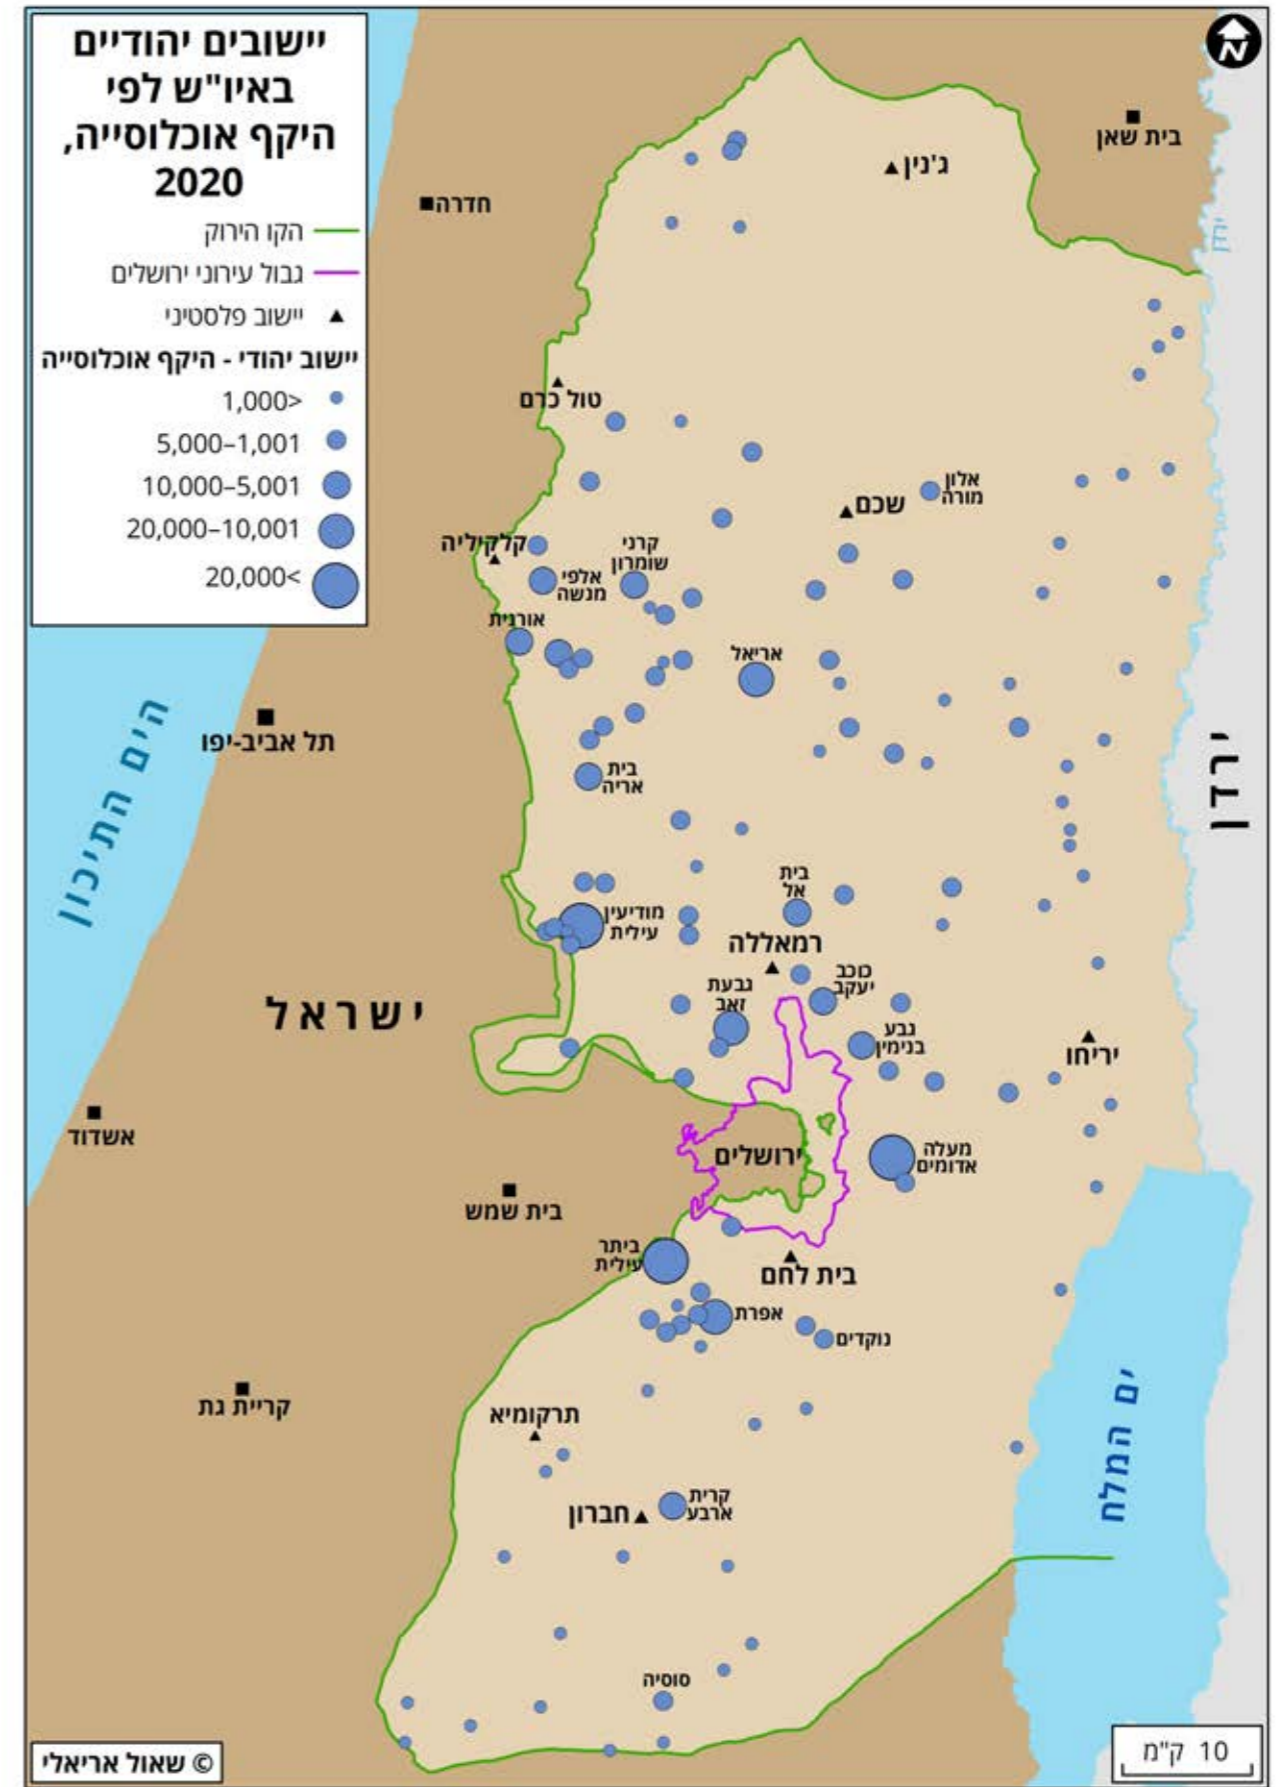 יישובים יהודיים
באיו"ש לפי
היקף אוכלוסייה,
2020
הקו הירוק
גבול עירוני ירושלים
יישוב פלסטיני
יישוב יהודי - היקף אוכלוסייה
1,000>
5,000–1,001
10,000–5,001
20,000–10,001
20,000<
N
בית שאן
ג'נין
חדרה
ירדן
טול כרם
אלון
מורה
שכם
קלקיליה
קרני
שומרון
אלפי
מנשה
אורנית
אריאל
תל אביב-יפו
הים התיכון
בית
אריה
ירדן
בית
אל
מודיעין
עילית
רמאללה
כוכב
יעקב
גבעת
זאב
ישראל
גבע
בנימין
יריחו
אשדוד
ירושלים
מעלה
אדומים
בית שמש
ביתר
עילית
בית לחם
אפרת
נוקדים
קריית גת
תרקומיא
ים המלח
קרית
ארבע
חברון
סוסיה
© שאול אריאלי
10 ק"מ